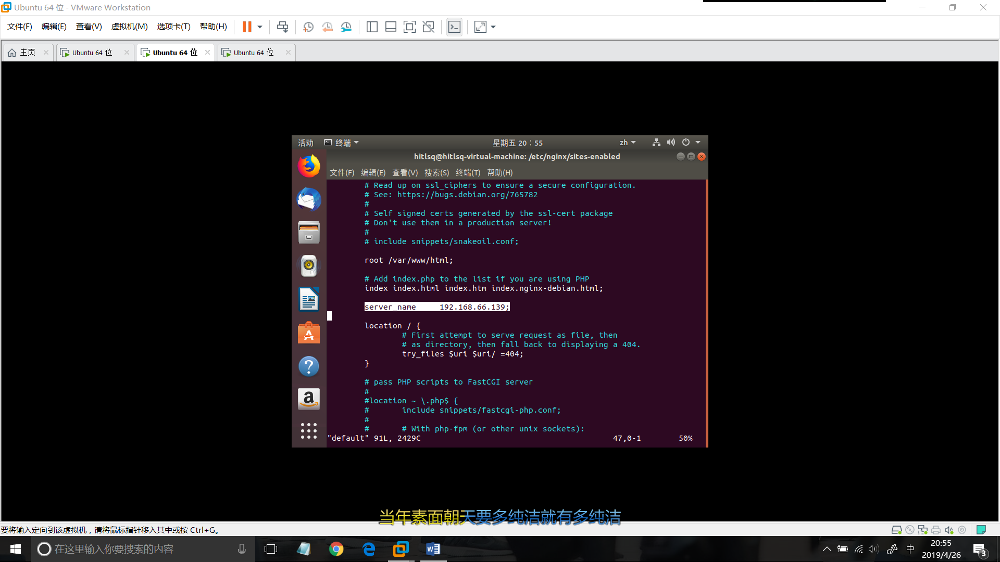 Ubuntu 64 位 - VMware Workstation
文件(F) 编辑(E) 查看(V) 虚拟机(M) 选项卡(T) 帮助(H)
主页 Ubuntu 64 位 Ubuntu 64 位 Ubuntu 64 位
活动 终端 星期五 20：55 zh
hitlsq@hitlsq-virtual-machine: /etc/nginx/sites-enabled
文件(F) 编辑(E) 查看(V) 搜索(S) 终端(T) 帮助(H)
# Read up on ssl_ciphers to ensure a secure configuration.
# See: https://bugs.debian.org/765782
#
# Self signed certs generated by the ssl-cert package
# Don't use them in a production server!
#
# include snippets/snakeoil.conf;
root /var/www/html;
# Add index.php to the list if you are using PHP
index index.html index.htm index.nginx-debian.html;
server_name     192.168.66.139;
location / {
# First attempt to serve request as file, then
# as directory, then fall back to displaying a 404.
try_files $uri $uri/ =404;
}
# pass PHP scripts to FastCGI server
#
#location ~ \.php$ {
#       include snippets/fastcgi-php.conf;
#
#       # With php-fpm (or other unix sockets):
"default" 91L, 2429C 47,0-1 50%
当年素面朝天要多纯洁就有多纯洁
要将输入定向到该虚拟机，请将鼠标指针移入其中或按 Ctrl+G。
在这里输入你要搜索的内容
中
20:55
2019/4/26
3